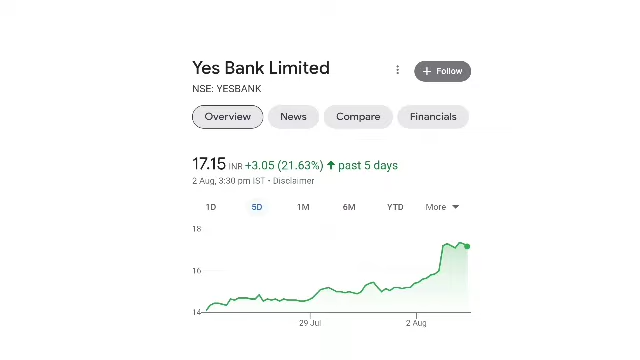 Yes Bank Limited
+ Follow
NSE: YESBANK
Overview News Compare Financials
17.15 INR +3.05 (21.63%) ↑ past 5 days
2 Aug, 3:30 pm IST • Disclaimer
1D 5D 1M 6M YTD More
18
16
14
29 Jul 2 Aug